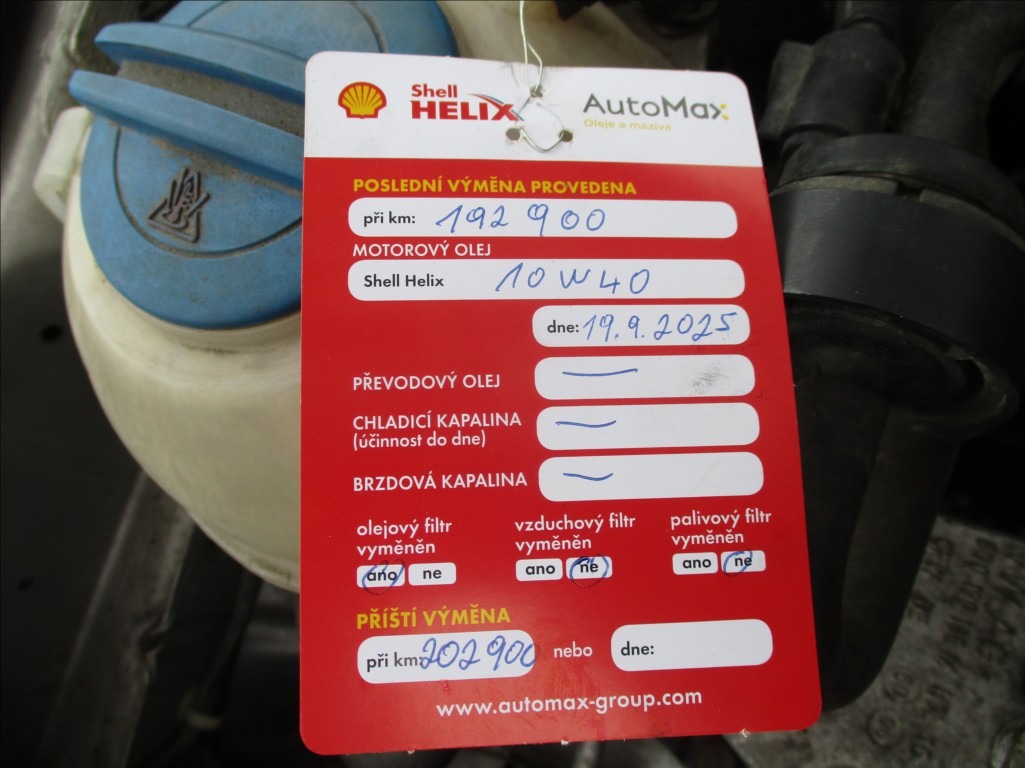 Shell
HELIX
AutoMax
Oleje a maziva
POSLEDNÍ VÝMĚNA PROVEDENA
při km: 192 900
MOTOROVÝ OLEJ
Shell Helix 10W40
dne: 19.9.2025
PŘEVODOVÝ OLEJ —
CHLADICÍ KAPALINA —
(účinnost do dne)
BRZDOVÁ KAPALINA —
olejový filtr
vyměněn
ano ne
vzduchový filtr
vyměněn
ano ne
palivový filtr
vyměněn
ano ne
PŘÍŠTÍ VÝMĚNA
při km: 202 900 nebo dne:
www.automax-group.com